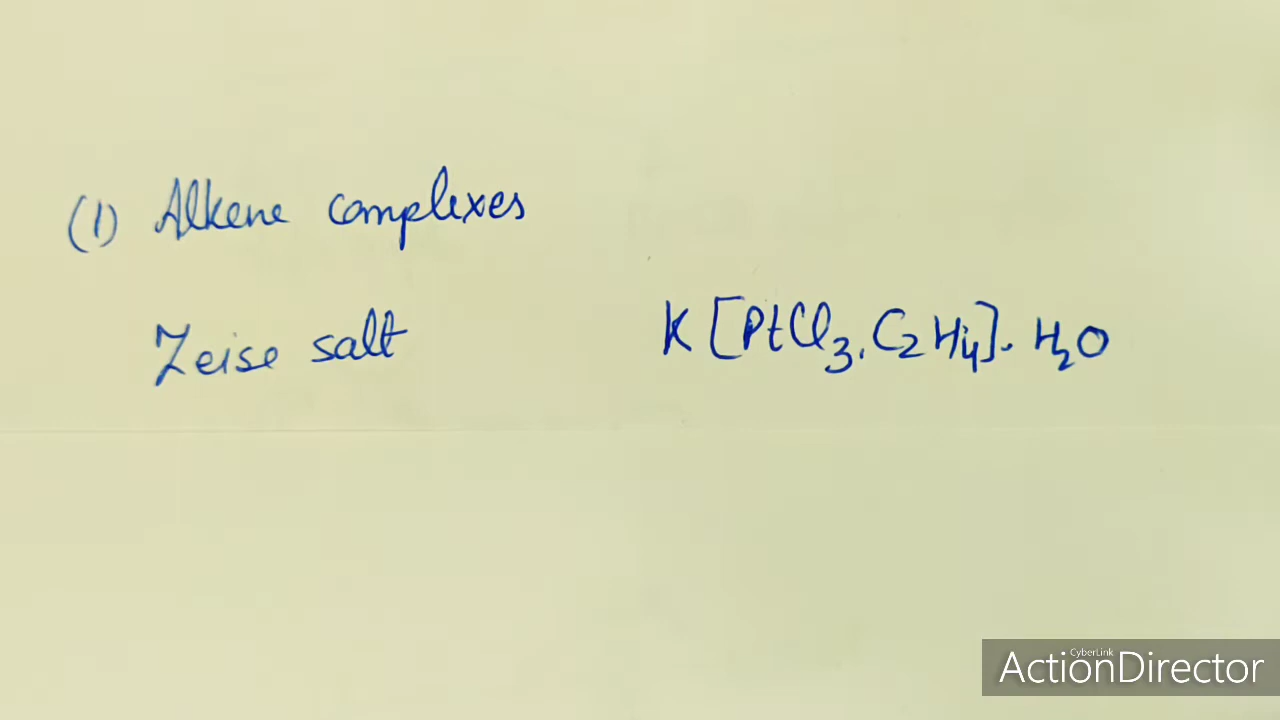 (1) Alkene complexes
Zeise salt K[PtCl3.C2H4].H2O
CyberLink
ActionDirector